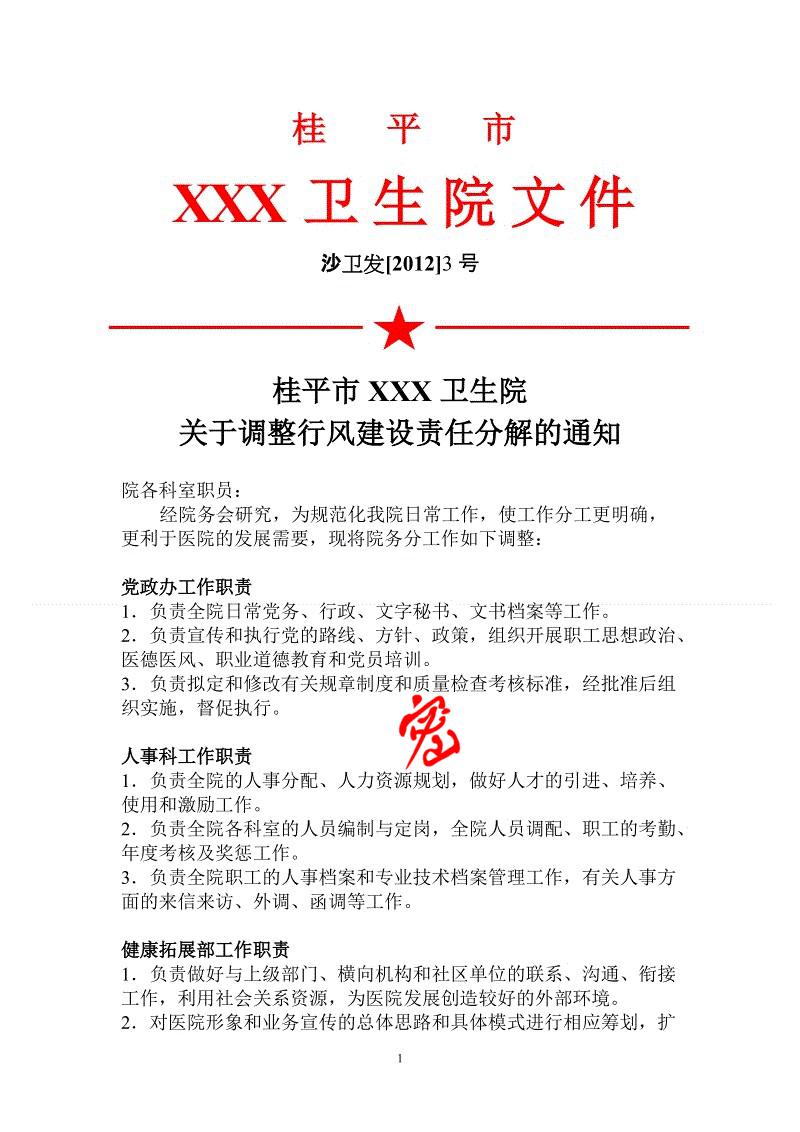 桂 平 市
XXX 卫 生 院 文 件
沙卫发[2012]3 号
桂平市 XXX 卫生院
关于调整行风建设责任分解的通知
院各科室职员：
经院务会研究，为规范化我院日常工作，使工作分工更明确，
更利于医院的发展需要，现将院务分工作如下调整：
党政办工作职责
1．负责全院日常党务、行政、文字秘书、文书档案等工作。
2．负责宣传和执行党的路线、方针、政策，组织开展职工思想政治、
医德医风、职业道德教育和党员培训。
3．负责拟定和修改有关规章制度和质量检查考核标准，经批准后组
织实施，督促执行。
人事科工作职责
1．负责全院的人事分配、人力资源规划，做好人才的引进、培养、
使用和激励工作。
2．负责全院各科室的人员编制与定岗，全院人员调配、职工的考勤、
年度考核及奖惩工作。
3．负责全院职工的人事档案和专业技术档案管理工作，有关人事方
面的来信来访、外调、函调等工作。
健康拓展部工作职责
1．负责做好与上级部门、横向机构和社区单位的联系、沟通、衔接
工作，利用社会关系资源，为医院发展创造较好的外部环境。
2．对医院形象和业务宣传的总体思路和具体模式进行相应筹划，扩
1